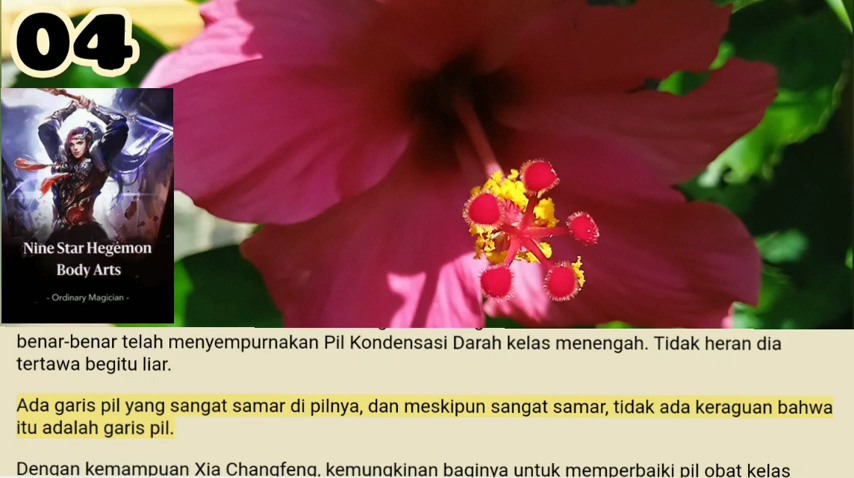 04
Nine Star Hegemon
Body Arts
- Ordinary Magician -
benar-benar telah menyempurnakan Pil Kondensasi Darah kelas menengah. Tidak heran dia
tertawa begitu liar.
Ada garis pil yang sangat samar di pilnya, dan meskipun sangat samar, tidak ada keraguan bahwa
itu adalah garis pil.
Dengan kemampuan Xia Changfeng, kemungkinan baginya untuk memperbaiki pil obat kelas